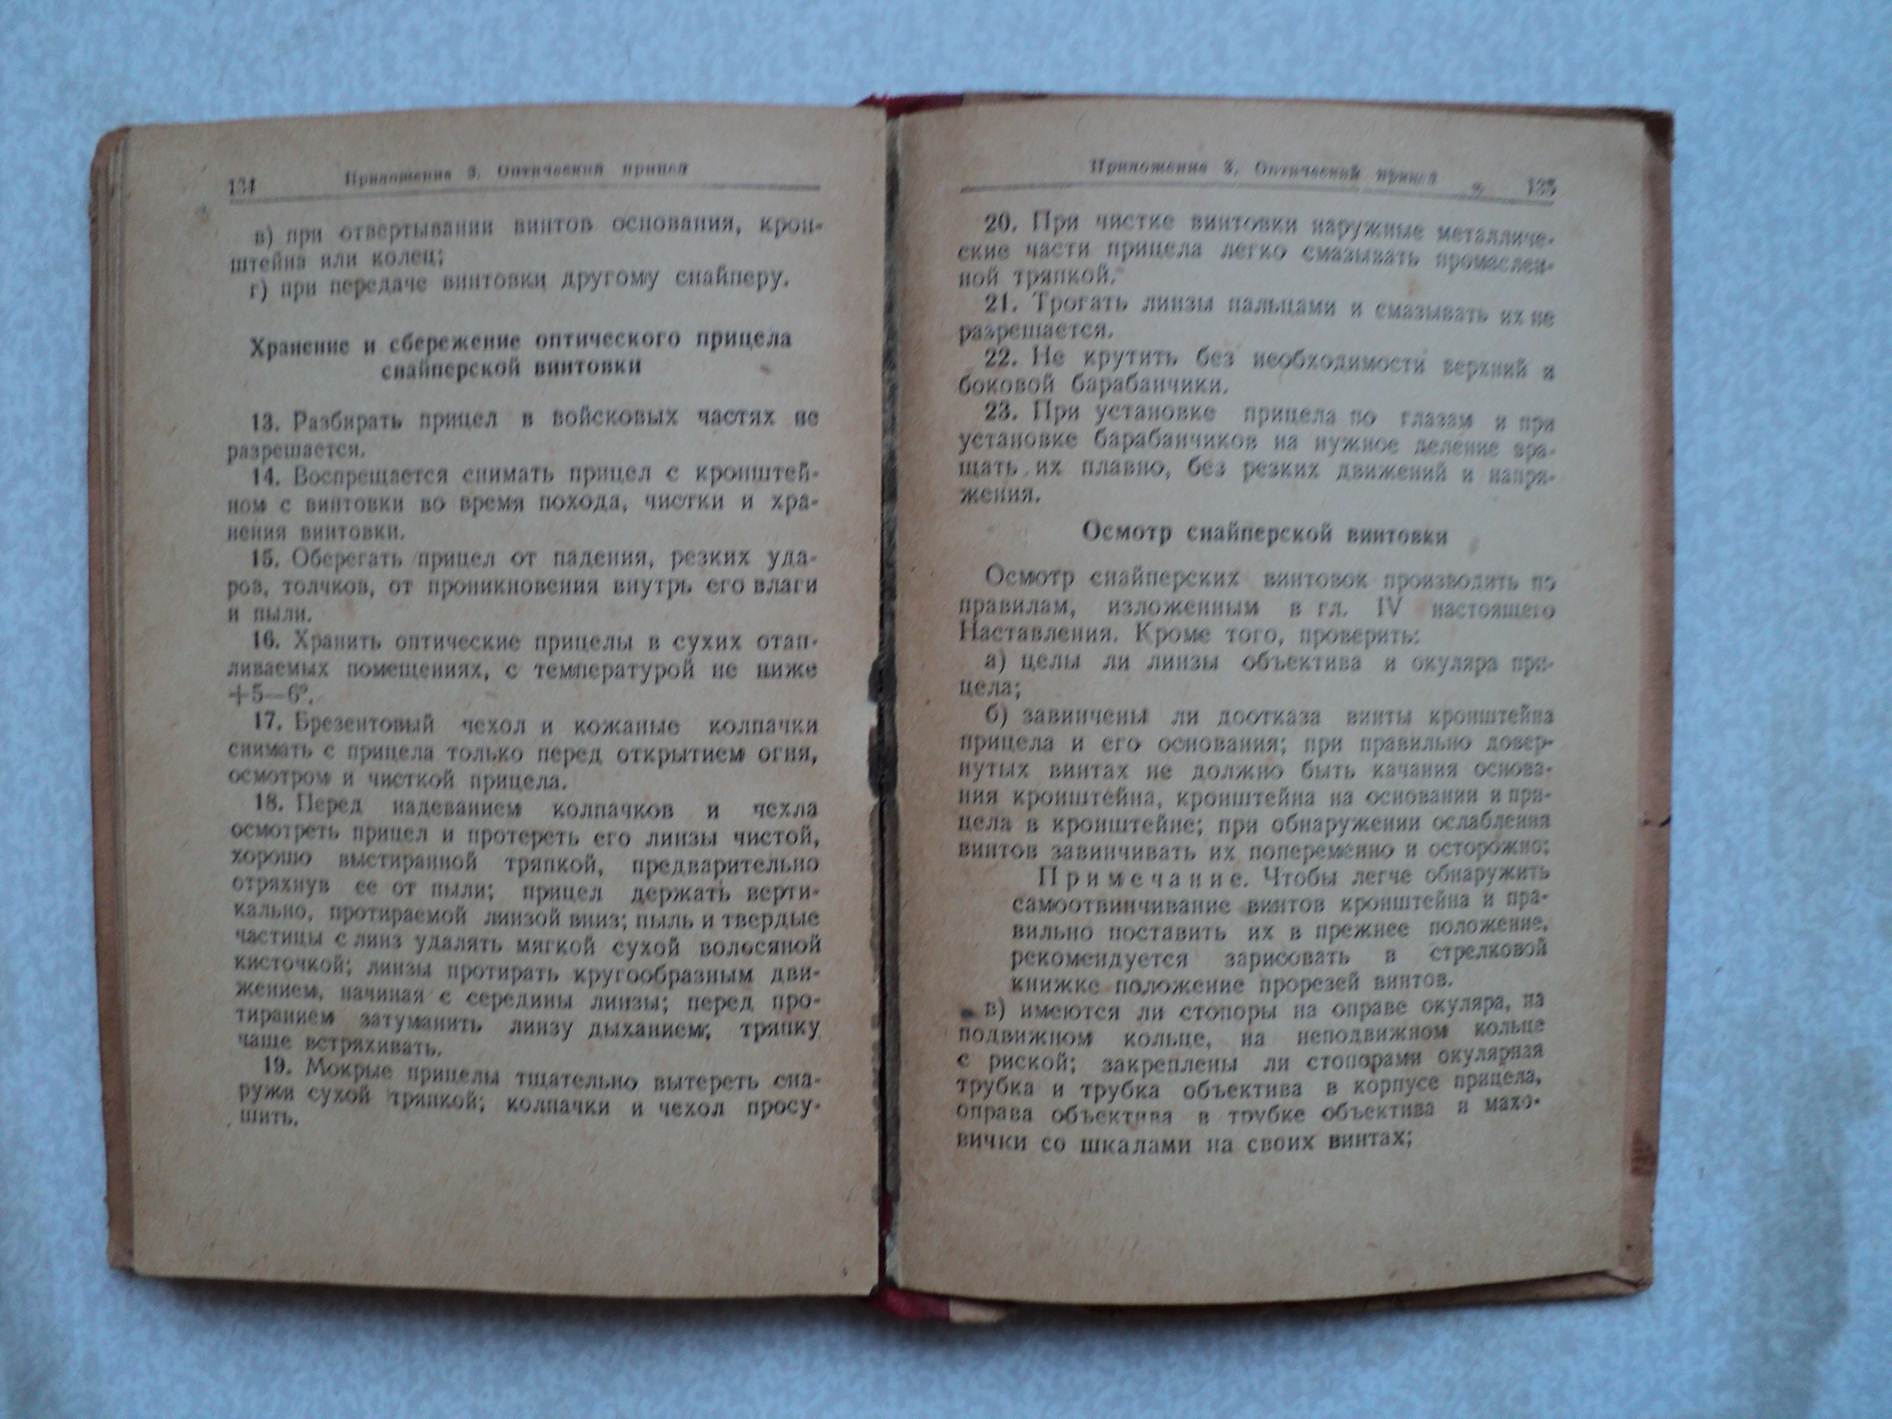 134 Приложение 3. Оптический прицел
в) при отвертывании винтов основания, крон-
штейна или колец;
г) при передаче винтовки другому снайперу.
Хранение и сбережение оптического прицела
снайперской винтовки
13. Разбирать прицел в войсковых частях не
разрешается.
14. Воспрещается снимать прицел с кронштей-
ном с винтовки во время похода, чистки и хра-
нения винтовки.
15. Оберегать прицел от падения, резких уда-
ров, толчков, от проникновения внутрь его влаги
и пыли.
16. Хранить оптические прицелы в сухих отап-
ливаемых помещениях, с температурой не ниже
+5—6°.
17. Брезентовый чехол и кожаные колпачки
снимать с прицела только перед открытием огня,
осмотром и чисткой прицела.
18. Перед надеванием колпачков и чехла
осмотреть прицел и протереть его линзы чистой,
хорошо выстиранной тряпкой, предварительно
отряхнув ее от пыли; прицел держать верти-
кально, протираемой линзой вниз; пыль и твердые
частицы с линз удалять мягкой сухой волосяной
кисточкой; линзы протирать кругообразным дви-
жением, начиная с середины линзы; перед про-
тиранием затуманить линзу дыханием; тряпку
чаще встряхивать.
19. Мокрые прицелы тщательно вытереть сна-
ружи сухой тряпкой; колпачки и чехол просу-
шить.
Приложение 3. Оптический прицел 135
20. При чистке винтовки наружные металличе-
ские части прицела легко смазывать промаслен-
ной тряпкой.
21. Трогать линзы пальцами и смазывать их не
разрешается.
22. Не крутить без необходимости верхний и
боковой барабанчики.
23. При установке прицела по глазам и при
установке барабанчиков на нужное деление вра-
щать их плавно, без резких движений и напря-
жения.
Осмотр снайперской винтовки
Осмотр снайперских винтовок производить по
правилам, изложенным в гл. IV настоящего
Наставления. Кроме того, проверить:
а) целы ли линзы объектива и окуляра при-
цела;
б) завинчены ли доотказа винты кронштейна
прицела и его основания; при правильно довер-
нутых винтах не должно быть качания основа-
ния кронштейна, кронштейна на основании и при-
цела в кронштейне; при обнаружении ослабления
винтов завинчивать их попеременно и осторожно;
Примечание. Чтобы легче обнаружить
самоотвинчивание винтов кронштейна и пра-
вильно поставить их в прежнее положение,
рекомендуется зарисовать в стрелковой
книжке положение прорезей винтов.
в) имеются ли стопоры на оправе окуляра, на
подвижном кольце, на неподвижном кольце
с риской; закреплены ли стопорами окулярная
трубка и трубка объектива в корпусе прицела,
оправа объектива в трубке объектива и махо-
вички со шкалами на своих винтах;